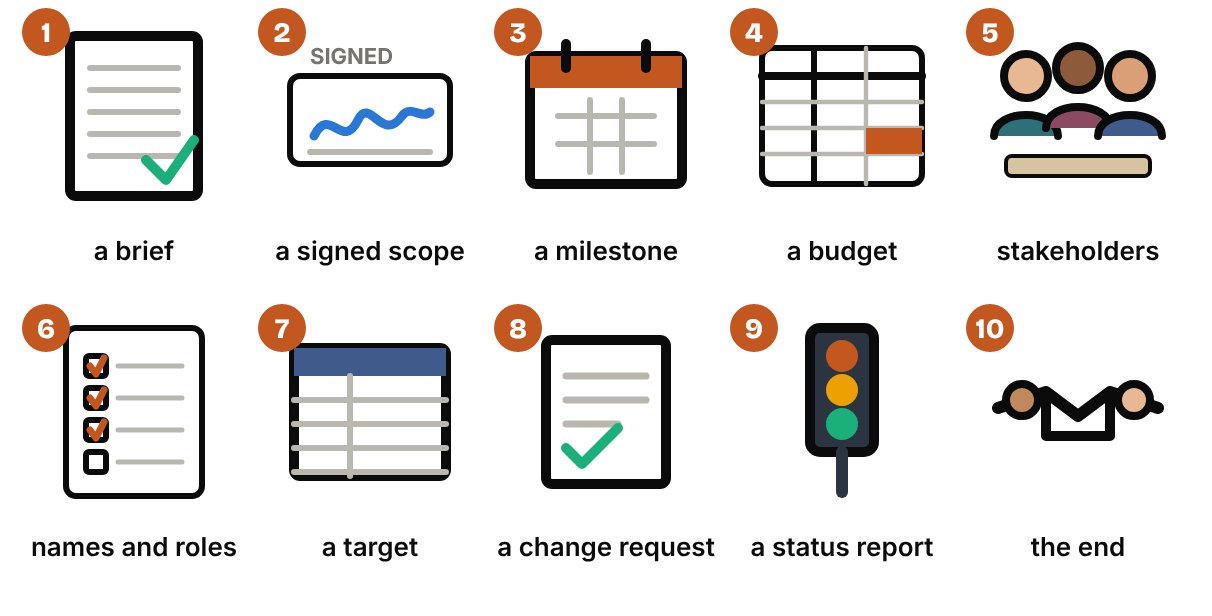 1
2
3
4
5
SIGNED
a brief
a signed scope
a milestone
a budget
stakeholders
6
7
8
9
10
names and roles
a target
a change request
a status report
the end